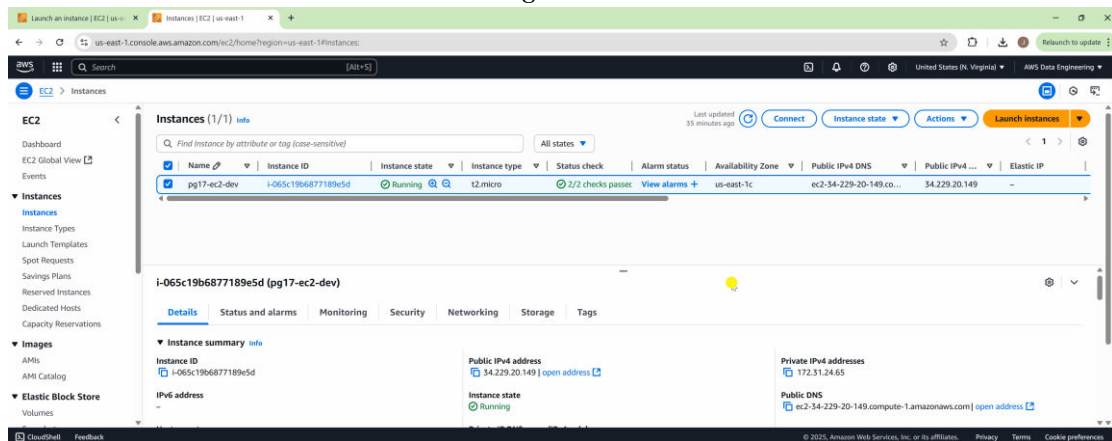 Launch an instance | EC2 | us-e
Instances | EC2 | us-east-1
us-east-1.console.aws.amazon.com/ec2/home?region=us-east-1#Instances:
Relaunch to update
aws
Search
[Alt+S]
United States (N. Virginia)
AWS Data Engineering
EC2 > Instances
EC2
Dashboard
EC2 Global View
Events
Instances
Instances
Instance Types
Launch Templates
Spot Requests
Savings Plans
Reserved Instances
Dedicated Hosts
Capacity Reservations
Images
AMIs
AMI Catalog
Elastic Block Store
Volumes
Instances (1/1) Info
Last updated
35 minutes ago
Connect
Instance state
Actions
Launch instances
Find Instance by attribute or tag (case-sensitive)
All states
1
Name Instance ID Instance state Instance type Status check Alarm status Availability Zone Public IPv4 DNS Public IPv4 ... Elastic IP
pg17-ec2-dev i-065c19b6877189e5d Running t2.micro 2/2 checks passec View alarms + us-east-1c ec2-34-229-20-149.co... 34.229.20.149 –
i-065c19b6877189e5d (pg17-ec2-dev)
Details Status and alarms Monitoring Security Networking Storage Tags
Instance summary Info
Instance ID
i-065c19b6877189e5d
Public IPv4 address
34.229.20.149 | open address
Private IPv4 addresses
172.31.24.65
IPv6 address
–
Instance state
Running
Public DNS
ec2-34-229-20-149.compute-1.amazonaws.com | open address
CloudShell Feedback
© 2025, Amazon Web Services, Inc. or its affiliates. Privacy Terms Cookie preferences